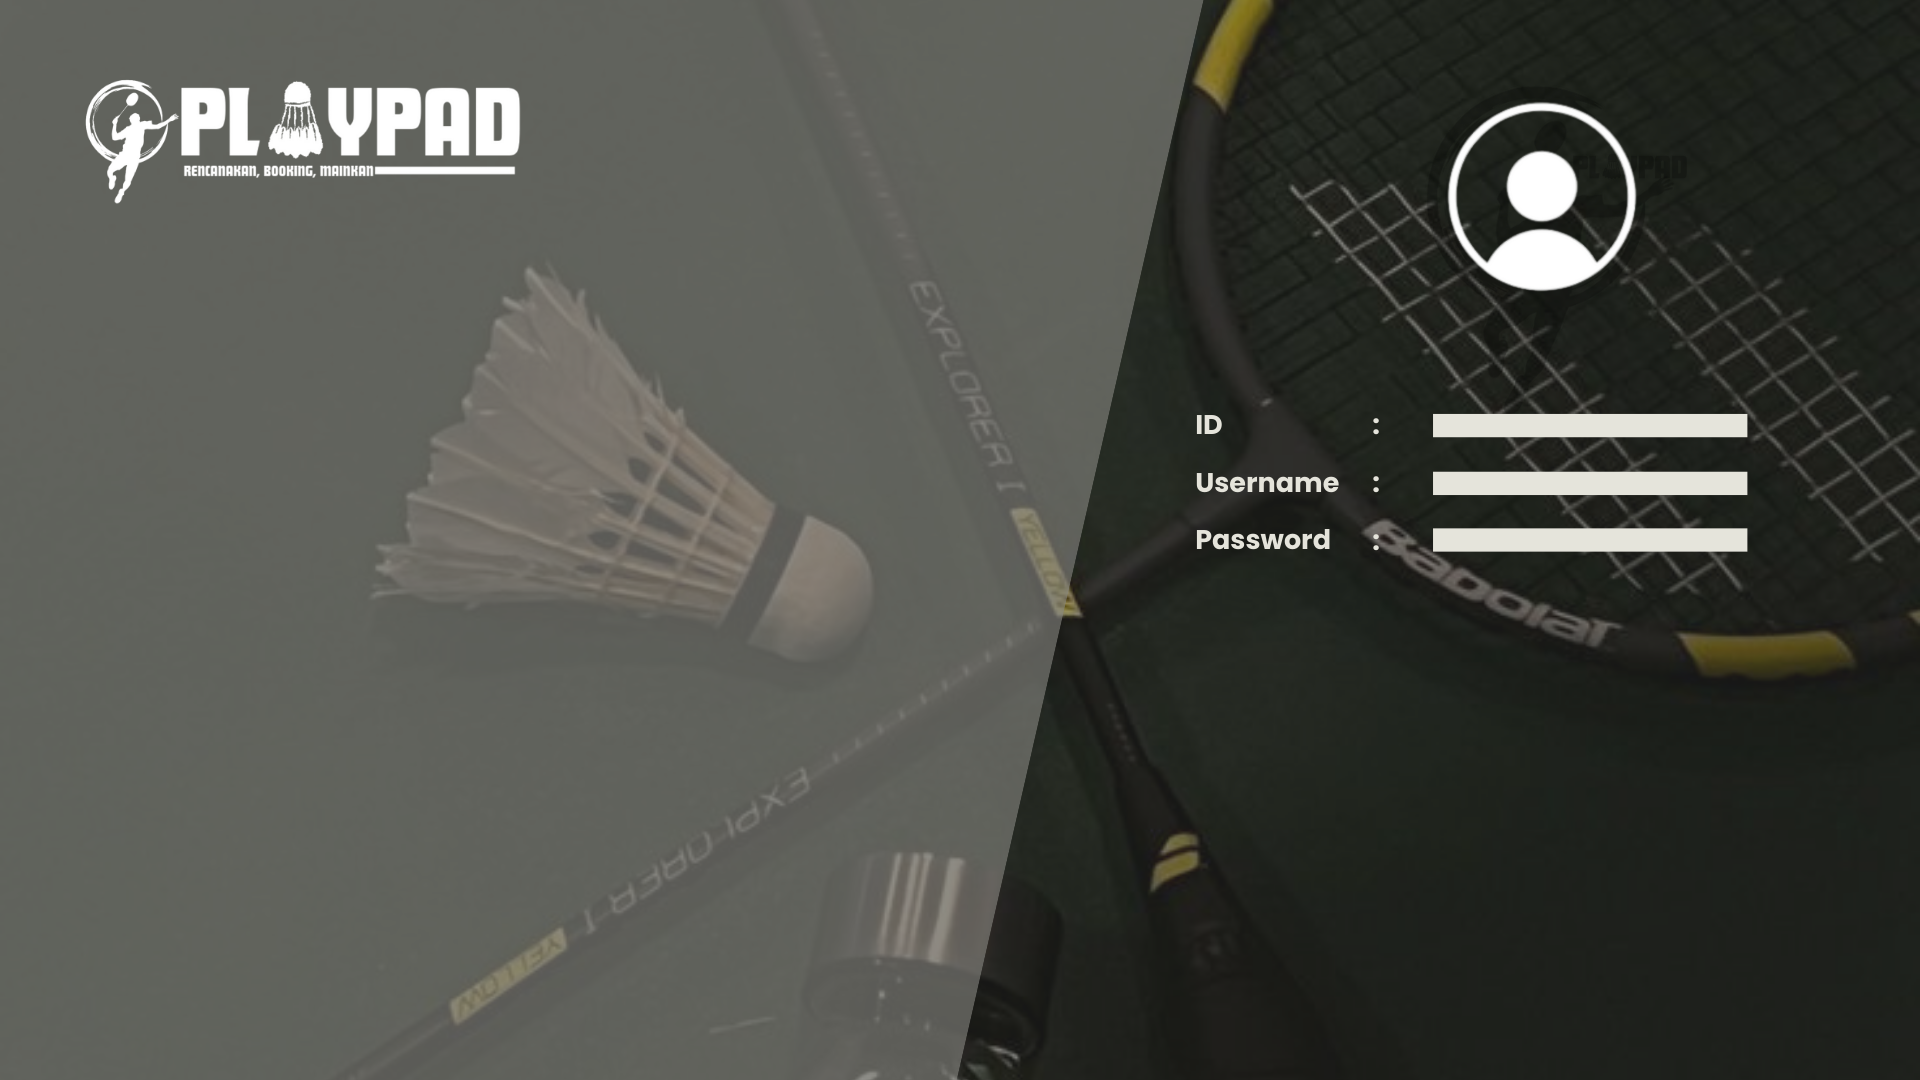 PLAYPAD
RENCANAKAN, BOOKING, MAINKAN
EXPLORER I
YELLOW
ID :
Username :
Password :
Babolat
EXPLORER I
YELLOW